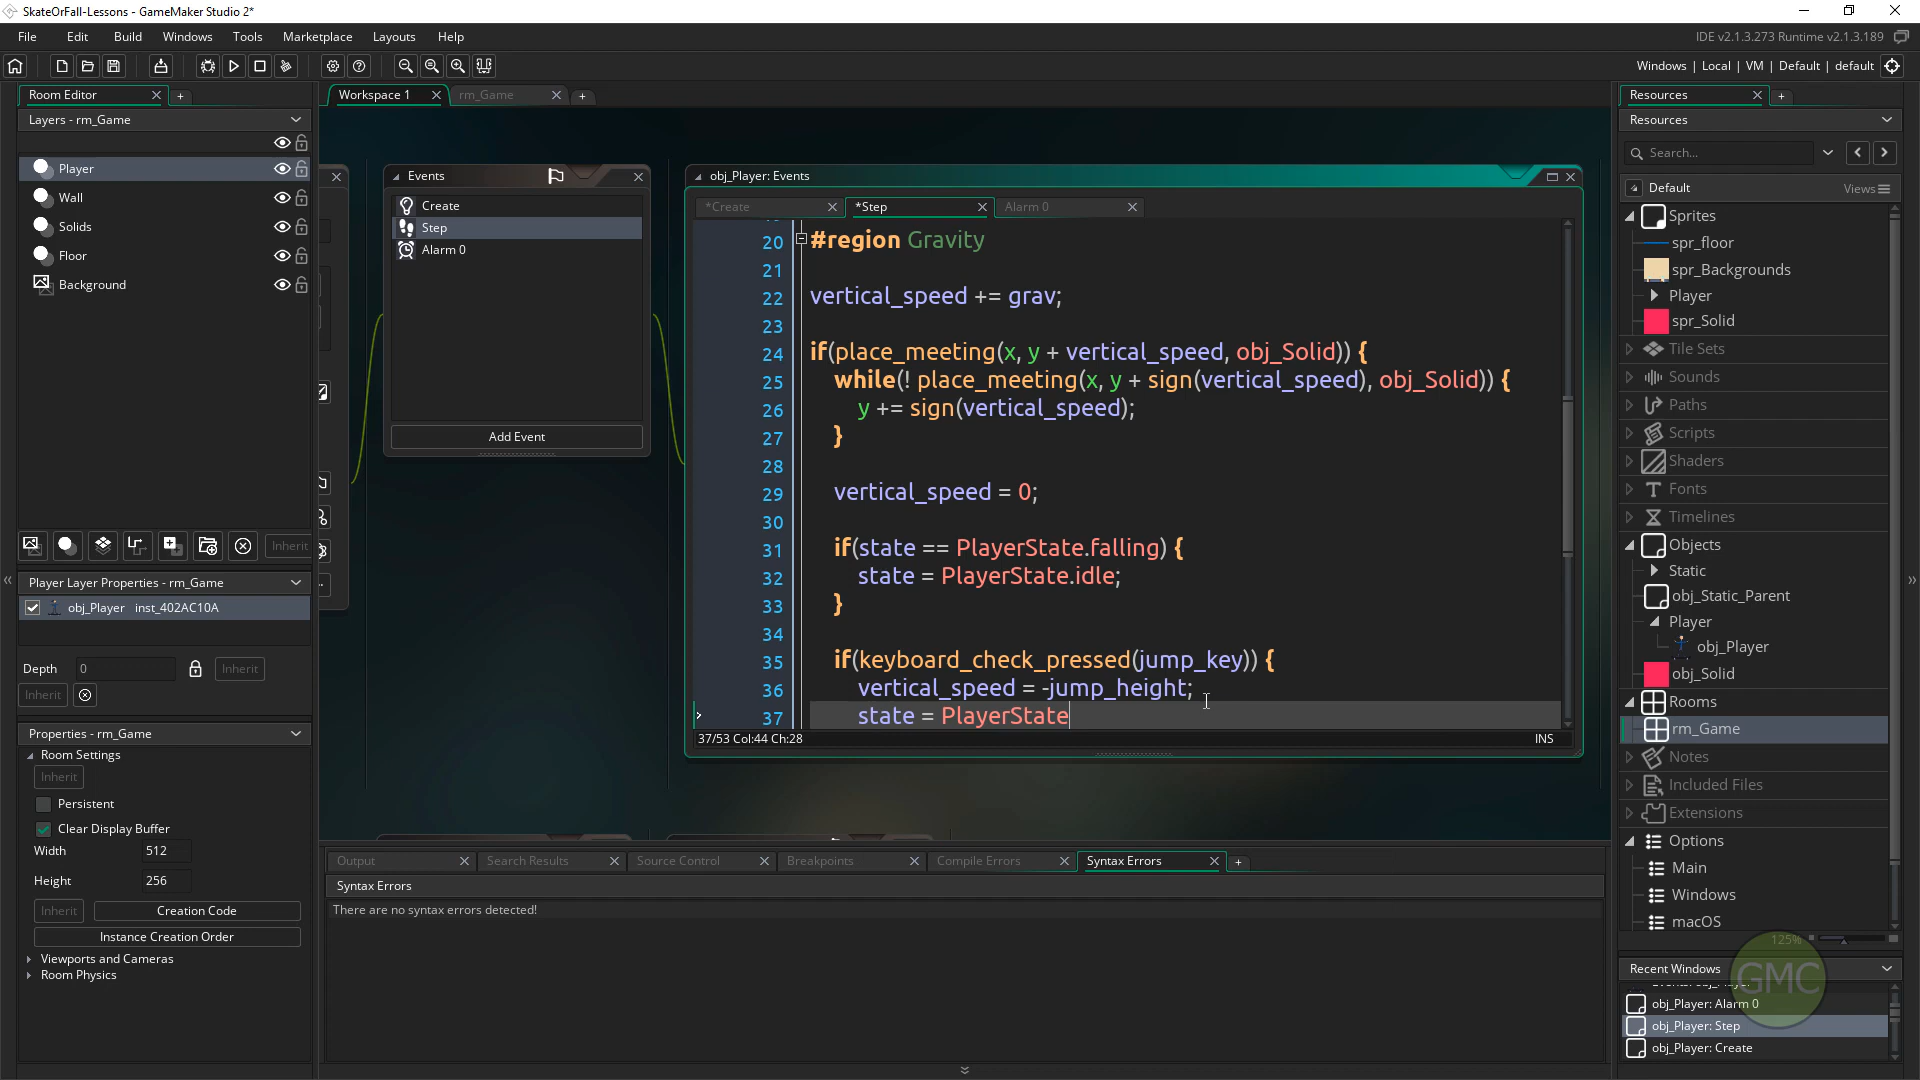 SkateOrFall-Lessons - GameMaker Studio 2*
File Edit Build Windows Tools Marketplace Layouts Help
IDE v2.1.3.273 Runtime v2.1.3.189
Windows | Local | VM | Default | default
Room Editor
Layers - rm_Game
Player
Wall
Solids
Floor
Background
Inherit
Player Layer Properties - rm_Game
obj_Player inst_402AC10A
Depth 0 Inherit
Inherit
Properties - rm_Game
Room Settings
Inherit
Persistent
Clear Display Buffer
Width 512
Height 256
Inherit Creation Code
Instance Creation Order
Viewports and Cameras
Room Physics
Workspace 1 rm_Game
Events
Create
Step
Alarm 0
Add Event
obj_Player: Events
*Create *Step Alarm 0
20 #region Gravity
21
22 vertical_speed += grav;
23
24 if(place_meeting(x, y + vertical_speed, obj_Solid)) {
25 while(! place_meeting(x, y + sign(vertical_speed), obj_Solid)) {
26 y += sign(vertical_speed);
27 }
28
29 vertical_speed = 0;
30
31 if(state == PlayerState.falling) {
32 state = PlayerState.idle;
33 }
34
35 if(keyboard_check_pressed(jump_key)) {
36 vertical_speed = -jump_height;
37 state = PlayerState
37/53 Col:44 Ch:28 INS
Output Search Results Source Control Breakpoints Compile Errors Syntax Errors
Syntax Errors
There are no syntax errors detected!
Resources
Resources
Search...
Default Views
Sprites
spr_floor
spr_Backgrounds
Player
spr_Solid
Tile Sets
Sounds
Paths
Scripts
Shaders
Fonts
Timelines
Objects
Static
obj_Static_Parent
Player
obj_Player
obj_Solid
Rooms
rm_Game
Notes
Included Files
Extensions
Options
Main
Windows
macOS
125%
Recent Windows
GMC
obj_Player: Alarm 0
obj_Player: Step
obj_Player: Create